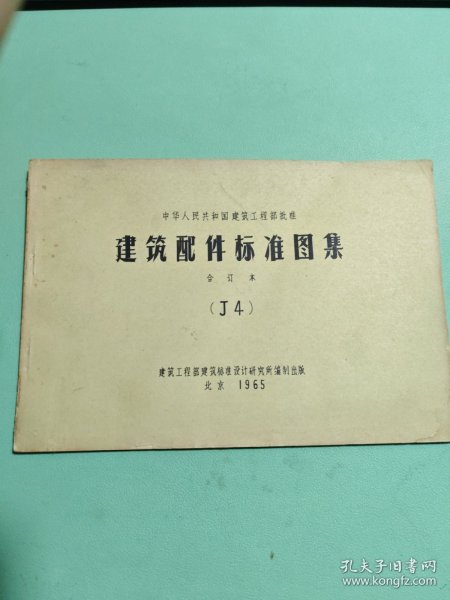 中华人民共和国建筑工程部批准
建筑配件标准图集
合订本
(J4)
建筑工程部建筑标准设计研究所编制出版
北京 1965
孔夫子旧书网
www.kongfz.com